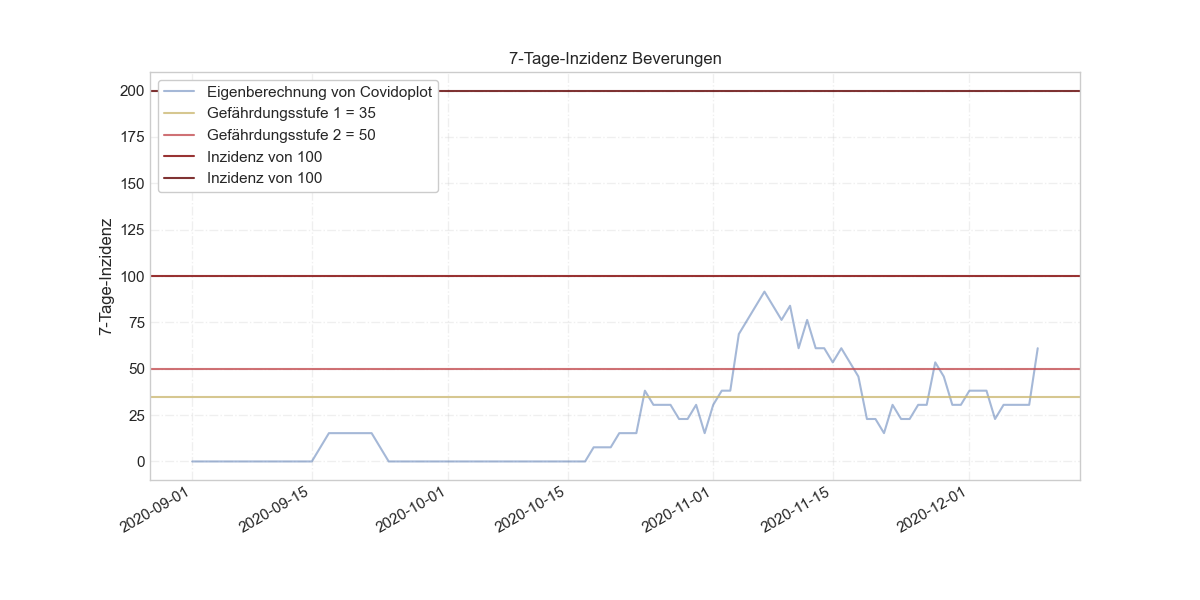 7-Tage-Inzidenz Beverungen
Eigenberechnung von Covidoplot
Gefährdungsstufe 1 = 35
Gefährdungsstufe 2 = 50
Inzidenz von 100
Inzidenz von 100
7-Tage-Inzidenz
200
175
150
125
100
75
50
25
0
2020-09-01
2020-09-15
2020-10-01
2020-10-15
2020-11-01
2020-11-15
2020-12-01